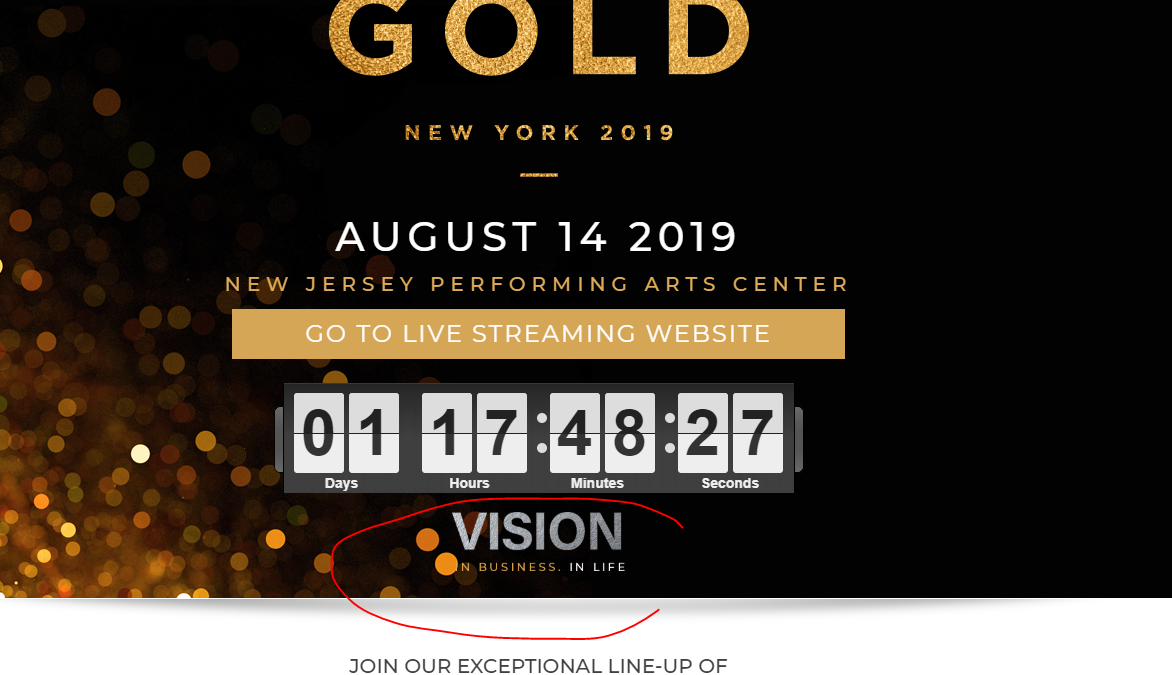 GOLD
NEW YORK 2019
AUGUST 14 2019
NEW JERSEY PERFORMING ARTS CENTER
GO TO LIVE STREAMING WEBSITE
01 17:48:27
Days Hours Minutes Seconds
VISION
IN BUSINESS. IN LIFE
JOIN OUR EXCEPTIONAL LINE-UP OF